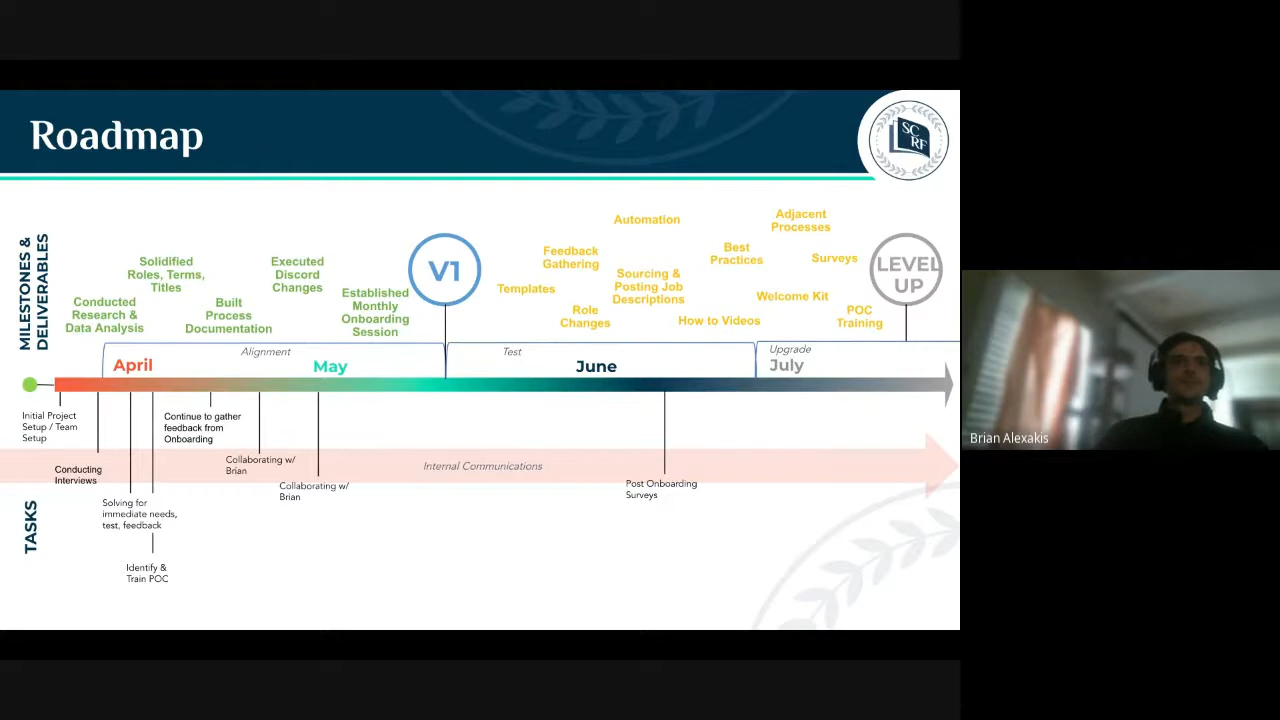 Roadmap
SC
RF
MILESTONES &
DELIVERABLES
Conducted
Research &
Data Analysis
Solidified
Roles, Terms,
Titles
Built
Process
Documentation
Executed
Discord
Changes
Established
Monthly
Onboarding
Session
V1
Templates
Feedback
Gathering
Role
Changes
Automation
Sourcing &
Posting Job
Descriptions
Best
Practices
How to Videos
Adjacent
Processes
Surveys
Welcome Kit
POC
Training
LEVEL
UP
Alignment
Test
Upgrade
April
May
June
July
Initial Project
Setup / Team
Setup
Conducting
Interviews
Solving for
immediate needs,
test, feedback
Identify &
Train POC
Continue to gather
feedback from
Onboarding
Collaborating w/
Brian
Collaborating w/
Brian
Internal Communications
Post Onboarding
Surveys
TASKS
Brian Alexakis